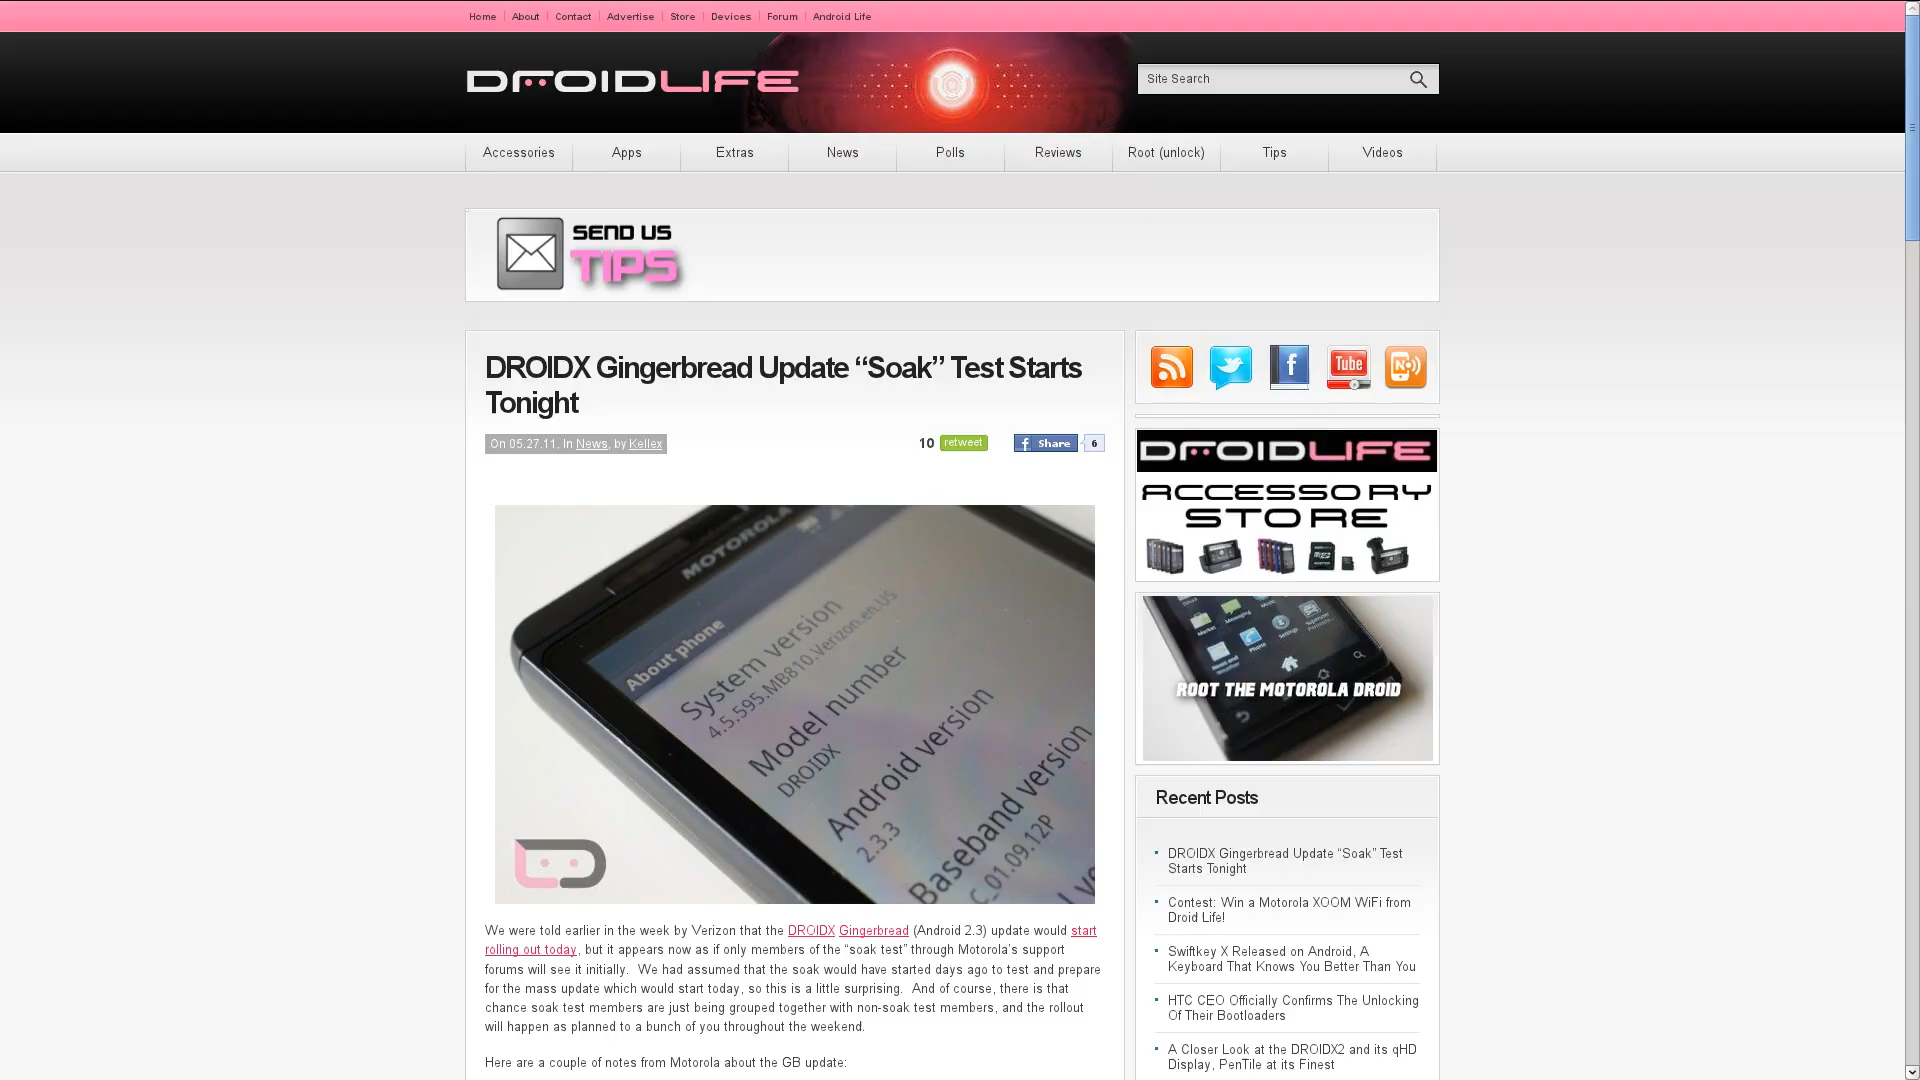 Home About Contact Advertise Store Devices Forum Android Life
DROIDLIFE
Site Search
Accessories Apps Extras News Polls Reviews Root (unlock) Tips Videos
SEND US
TIPS
DROIDX Gingerbread Update “Soak” Test Starts
Tonight
On 05.27.11, In News, by Kellex
10 retweet
f Share 6
MOTOROLA
About phone
System version
4.5.595.MB810.Verizon.en.US
Model number
DROIDX
Android version
2.3.3
Baseband version
C_01.09.12P
We were told earlier in the week by Verizon that the DROIDX Gingerbread (Android 2.3) update would start
rolling out today, but it appears now as if only members of the “soak test” through Motorola’s support
forums will see it initially. We had assumed that the soak would have started days ago to test and prepare
for the mass update which would start today, so this is a little surprising. And of course, there is that
chance soak test members are just being grouped together with non-soak test members, and the rollout
will happen as planned to a bunch of you throughout the weekend.
Here are a couple of notes from Motorola about the GB update:
f
Tube
N
DROIDLIFE
ACCESSORY
STORE
Market
Messaging
Phone
Settings
News and
Weather
ROOT THE MOTOROLA DROID
Recent Posts
DROIDX Gingerbread Update “Soak” Test
Starts Tonight
Contest: Win a Motorola XOOM WiFi from
Droid Life!
Swiftkey X Released on Android, A
Keyboard That Knows You Better Than You
HTC CEO Officially Confirms The Unlocking
Of Their Bootloaders
A Closer Look at the DROIDX2 and its qHD
Display, PenTile at its Finest